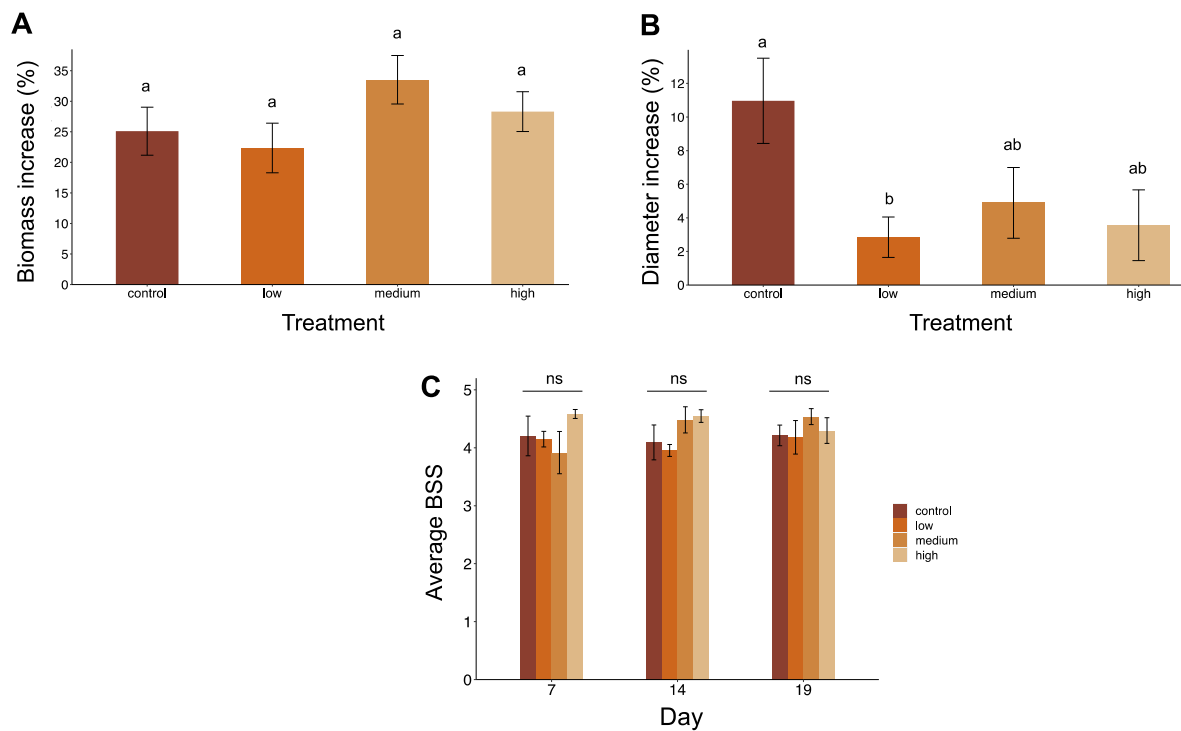 A
Biomass increase (%)
35
30
25
20
15
10
5
0
a
a
a
a
control
low
medium
high
Treatment
B
Diameter increase (%)
12
10
8
6
4
2
0
a
b
ab
ab
control
low
medium
high
Treatment
C
Average BSS
5
4
3
2
1
0
ns
ns
ns
7
14
19
Day
control
low
medium
high